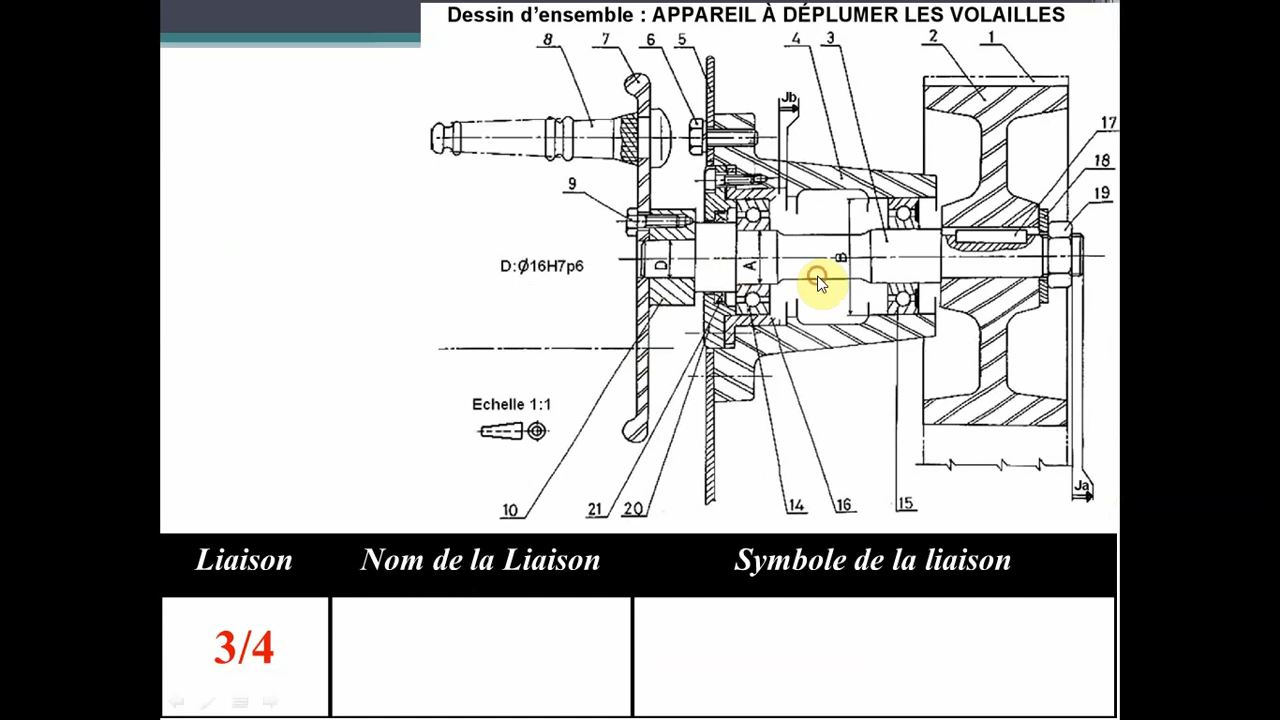 Dessin d'ensemble : APPAREIL À DÉPLUMER LES VOLAILLES
8 7 6 5 4 3 2 1
Jb
17
18
19
9
D:Ø16H7p6
D A B
Echelle 1:1
Ja
10 21 20 14 16 15
Liaison Nom de la Liaison Symbole de la liaison
3/4